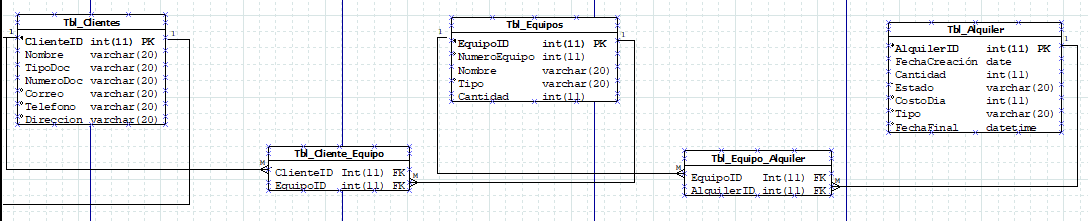 Tbl_Clientes
ClienteID int(11) PK
Nombre varchar(20)
TipoDoc varchar(20)
NumeroDoc varchar(20)
Correo varchar(20)
Telefono varchar(20)
Direccion varchar(20)
1
1
Tbl_Equipos
EquipoID int(11) PK
NumeroEquipo int(11)
Nombre varchar(20)
Tipo varchar(20)
Cantidad int(11)
1
1
Tbl_Alquiler
AlquilerID int(11) PK
FechaCreación date
Cantidad int(11)
Estado varchar(20)
CostoDia int(11)
Tipo varchar(20)
FechaFinal datetime
1
Tbl_Cliente_Equipo
ClienteID Int(11) FK
EquipoID int(11) FK
M
M
Tbl_Equipo_Alquiler
EquipoID Int(11) FK
AlquilerID int(11) FK
M
M